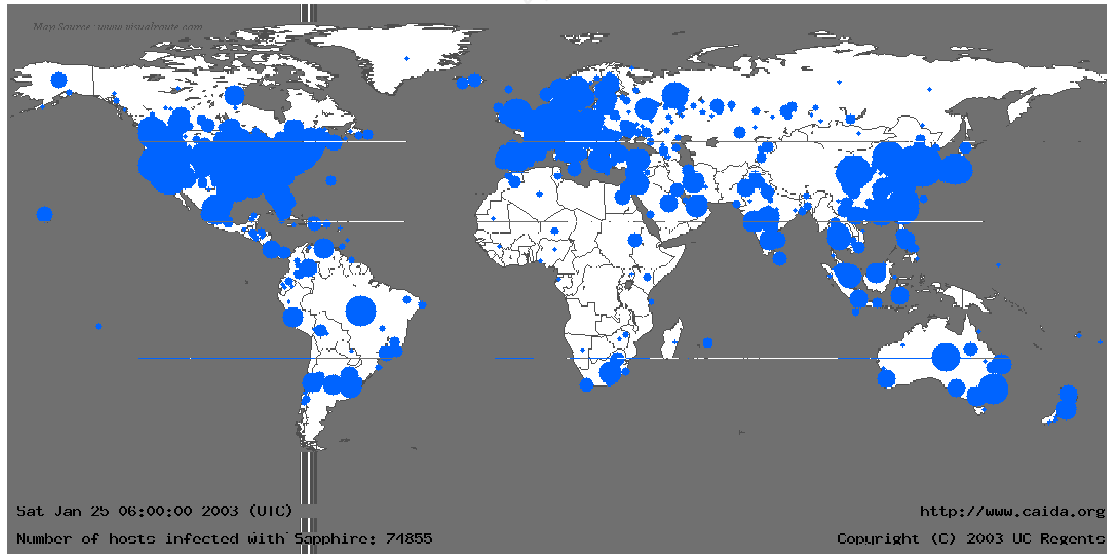 Map Source: www.visualroute.com
Sat Jan 25 06:00:00 2003 (UTC)
http://www.caida.org
Number of hosts infected with Sapphire: 74855
Copyright (C) 2003 UC Regents